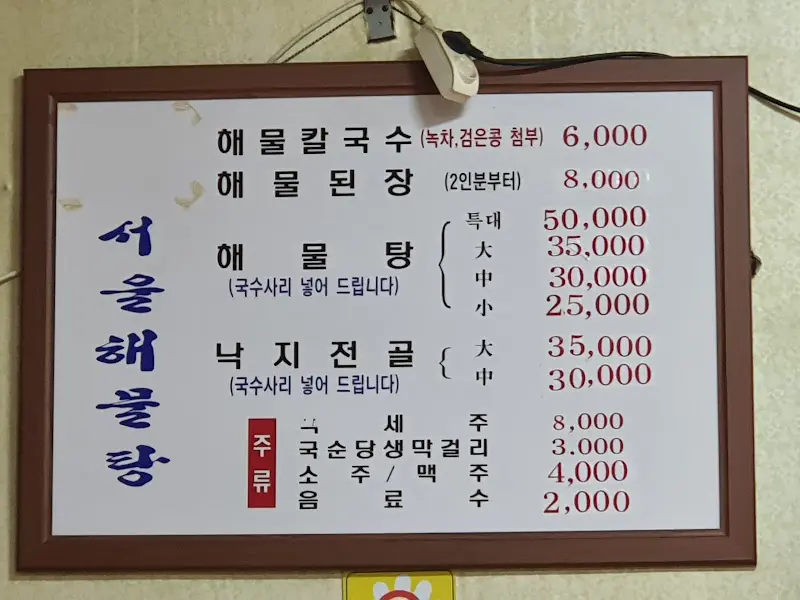 서울해물탕
해물칼국수 (녹차,검은콩 첨부) 6,000
해물된장 (2인분부터) 8,000
해물탕 특대 50,000
(국수사리 넣어 드립니다) 大 35,000
中 30,000
小 25,000
낙지전골 大 35,000
(국수사리 넣어 드립니다) 中 30,000
주류
세주 8,000
국순당생막걸리 3.000
소주/맥주 4,000
음료수 2,000